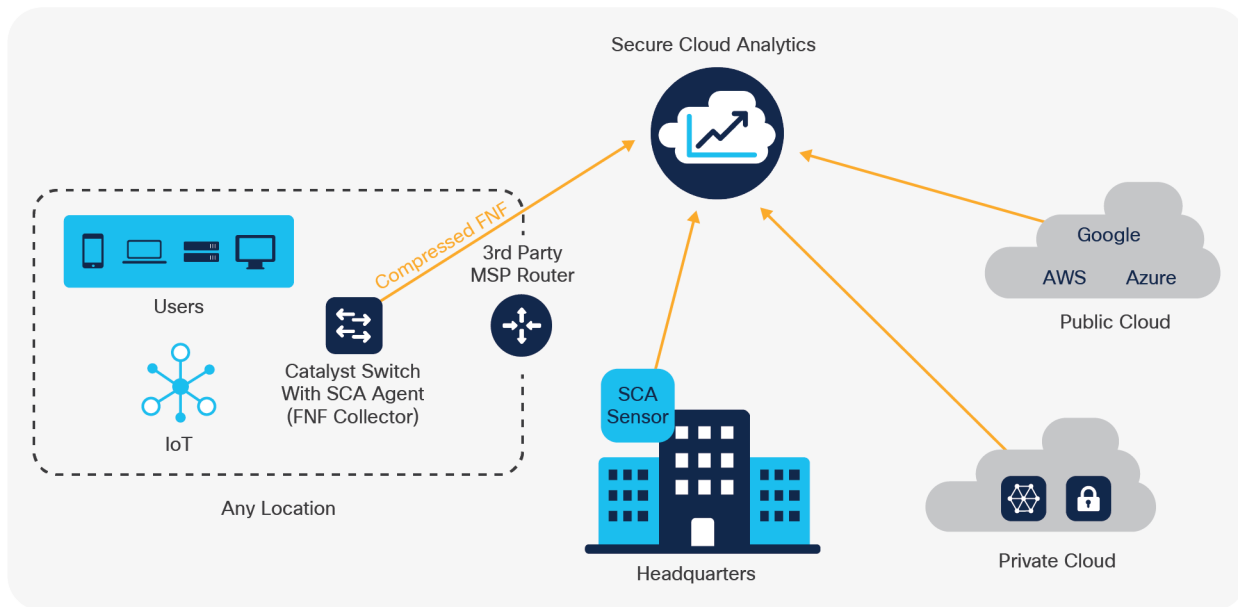 Secure Cloud Analytics
Compressed FNF
3rd Party
MSP Router
Users
Catalyst Switch
With SCA Agent
(FNF Collector)
IoT
Any Location
SCA
Sensor
Headquarters
Google
AWS Azure
Public Cloud
Private Cloud